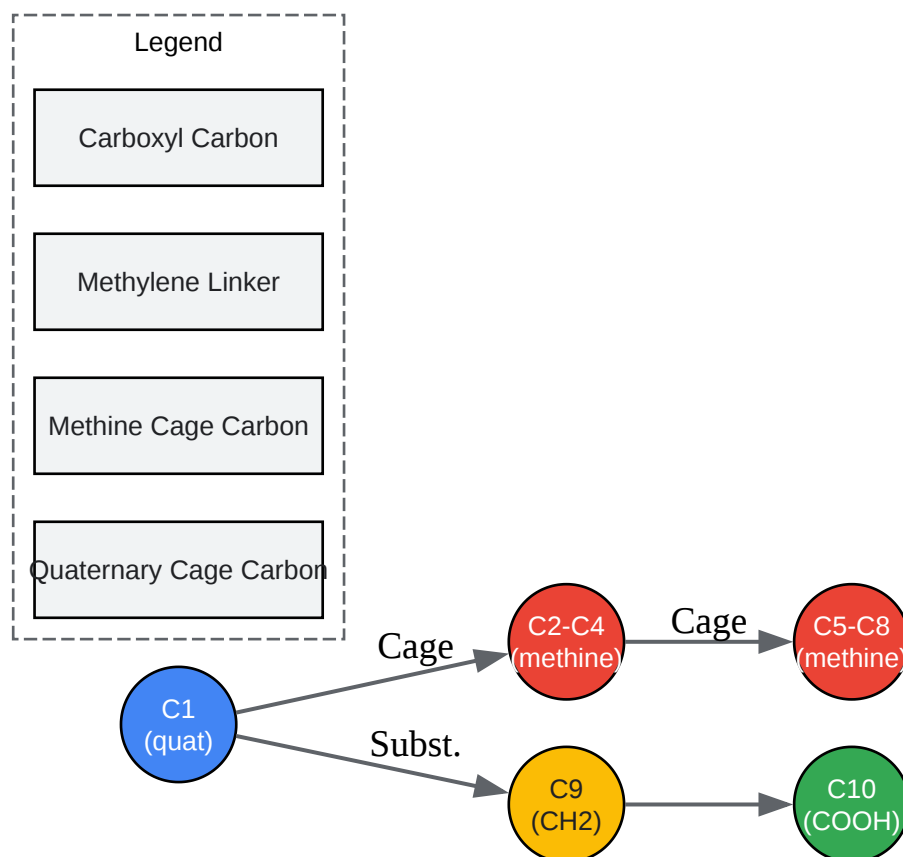 Legend
Carboxyl Carbon
Methylene Linker
Methine Cage Carbon
Quaternary Cage Carbon
Cage
Cage
C2-C4
(methine)
C5-C8
(methine)
C1
(quat)
Subst.
C9
(CH2)
C10
(COOH)